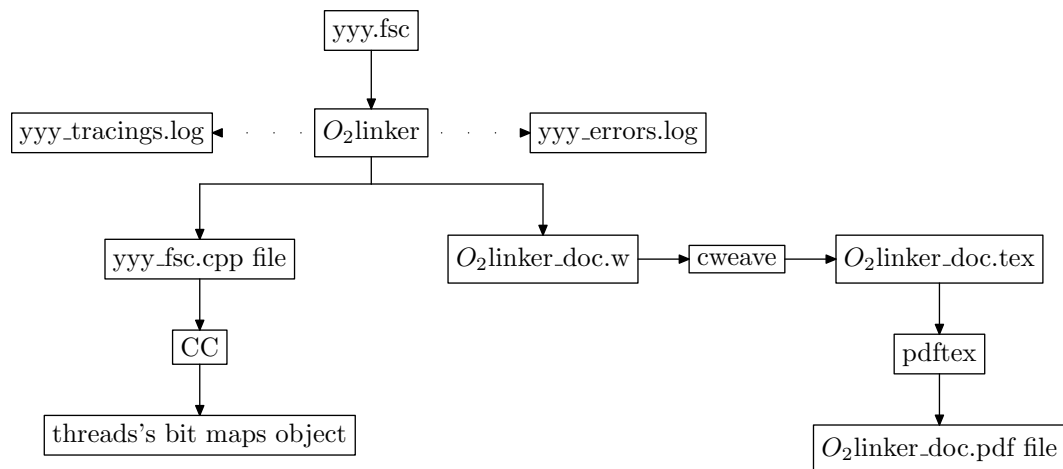 yyy.fsc
yyy_tracings.log
O₂linker
yyy_errors.log
yyy_fsc.cpp file
O₂linker_doc.w
cweave
O₂linker_doc.tex
CC
pdftex
threads's bit maps object
O₂linker_doc.pdf file